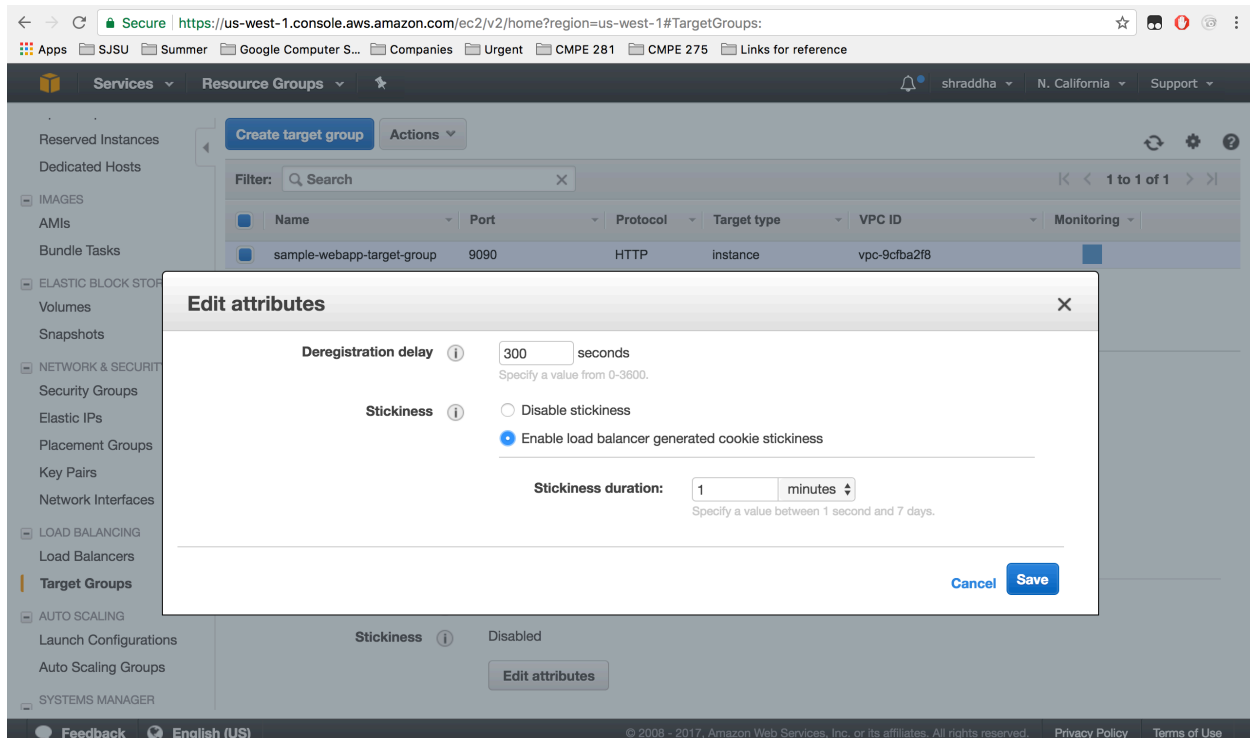 Secure https://us-west-1.console.aws.amazon.com/ec2/v2/home?region=us-west-1#TargetGroups:
Apps SJSU Summer Google Computer S... Companies Urgent CMPE 281 CMPE 275 Links for reference
Services Resource Groups shraddha N. California Support
Reserved Instances
Dedicated Hosts
IMAGES
AMIs
Bundle Tasks
ELASTIC BLOCK STOR
Volumes
Snapshots
NETWORK & SECURIT
Security Groups
Elastic IPs
Placement Groups
Key Pairs
Network Interfaces
LOAD BALANCING
Load Balancers
Target Groups
AUTO SCALING
Launch Configurations
Auto Scaling Groups
SYSTEMS MANAGER
Create target group Actions
Filter: Search 1 to 1 of 1
Name Port Protocol Target type VPC ID Monitoring
sample-webapp-target-group 9090 HTTP instance vpc-9cfba2f8
Edit attributes
Deregistration delay 300 seconds
Specify a value from 0-3600.
Stickiness Disable stickiness
Enable load balancer generated cookie stickiness
Stickiness duration: 1 minutes
Specify a value between 1 second and 7 days.
Cancel Save
Stickiness Disabled
Edit attributes
Feedback English (US) © 2008 - 2017, Amazon Web Services, Inc. or its affiliates. All rights reserved. Privacy Policy Terms of Use